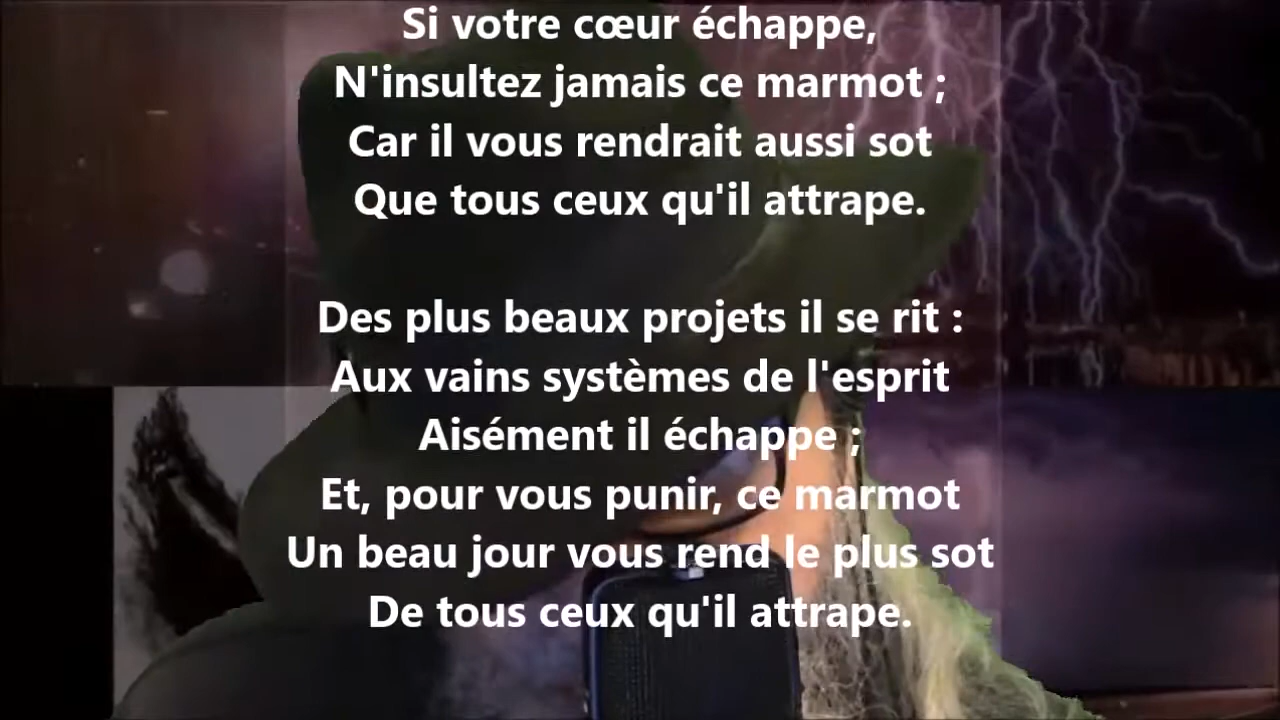 Si votre cœur échappe,
N'insultez jamais ce marmot ;
Car il vous rendrait aussi sot
Que tous ceux qu'il attrape.
Des plus beaux projets il se rit :
Aux vains systèmes de l'esprit
Aisément il échappe ;
Et, pour vous punir, ce marmot
Un beau jour vous rend le plus sot
De tous ceux qu'il attrape.